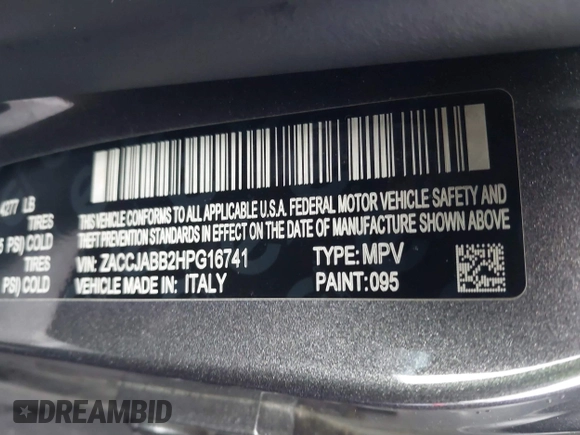 4277 LB
TIRES
5 PSI) COLD
TIRES
PSI) COLD
THIS VEHICLE CONFORMS TO ALL APPLICABLE U.S.A. FEDERAL MOTOR VEHICLE SAFETY AND
THEFT PREVENTION STANDARDS IN EFFECT ON THE DATE OF MANUFACTURE SHOWN ABOVE.
VIN: ZACCJABB2HPG16741 TYPE: MPV
VEHICLE MADE IN: ITALY PAINT: 095
DREAMBID